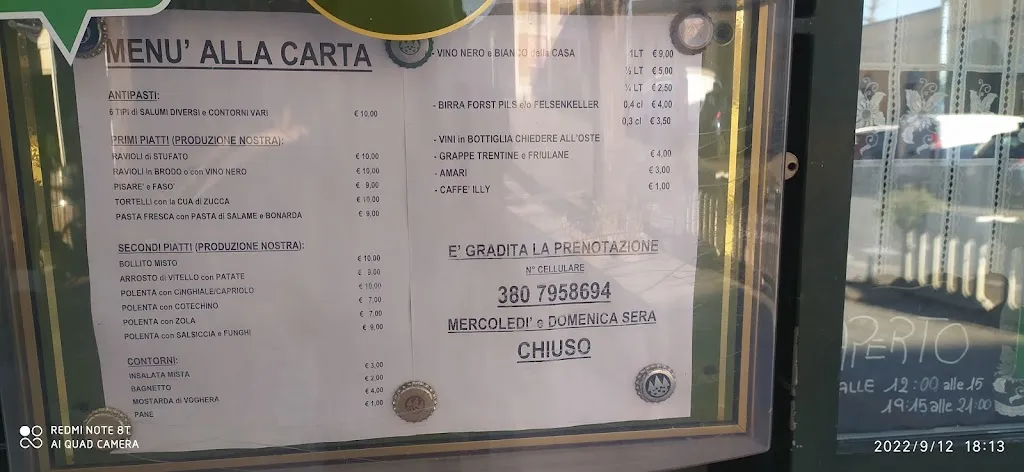 MENU' ALLA CARTA
ANTIPASTI:
6 TIPI di SALUMI DIVERSI e CONTORNI VARI € 10,00
PRIMI PIATTI (PRODUZIONE NOSTRA):
RAVIOLI di STUFATO € 10,00
RAVIOLI in BRODO o con VINO NERO € 10,00
PISARE' e FASO' € 9,00
TORTELLI con la CUA di ZUCCA € 10,00
PASTA FRESCA con PASTA di SALAME e BONARDA € 9,00
SECONDI PIATTI (PRODUZIONE NOSTRA):
BOLLITO MISTO € 10,00
ARROSTO di VITELLO con PATATE € 9,00
POLENTA con CINGHIALE/CAPRIOLO € 10,00
POLENTA con COTECHINO € 7,00
POLENTA con ZOLA € 7,00
POLENTA con SALSICCIA e FUNGHI € 9,00
CONTORNI:
INSALATA MISTA € 3,00
BAGNETTO € 2,00
MOSTARDA di VOGHERA € 4,00
PANE € 1,00
- VINO NERO e BIANCO della CASA 1LT € 9,00
½ LT € 5,00
¼ LT € 2,50
- BIRRA FORST PILS e/o FELSENKELLER 0,4 cl € 4,00
0,3 cl € 3,50
- VINI in BOTTIGLIA CHIEDERE ALL'OSTE
- GRAPPE TRENTINE e FRIULANE € 4,00
- AMARI € 3,00
- CAFFE' ILLY € 1,00
E' GRADITA LA PRENOTAZIONE
N° CELLULARE
380 7958694
MERCOLEDI' e DOMENICA SERA
CHIUSO
APERTO
ALLE 12:00 alle 15
19:15 alle 21:00
REDMI NOTE 8T
AI QUAD CAMERA
2022/9/12 18:13